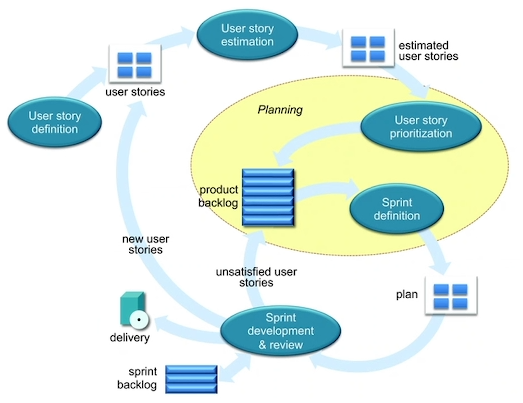 User story
estimation
estimated
user stories
user stories
User story
definition
Planning
User story
prioritization
product
backlog
Sprint
definition
new user
stories
unsatisfied user
stories
plan
delivery
Sprint
development
& review
sprint
backlog